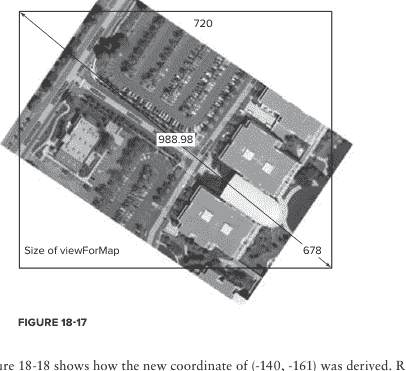 720
988.98
Size of viewForMap
678
FIGURE 18-17
ure 18-18 shows how the new coordinate of (-140, -161) was derived. R